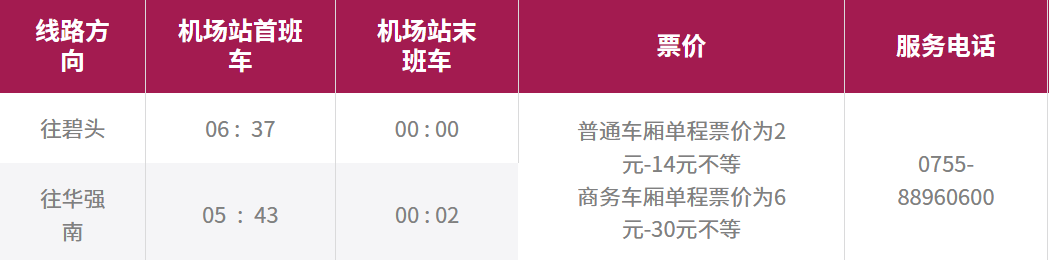 线路方
向
机场站首班
车
机场站末
班车
票价
服务电话
往碧头
06： 37
00 : 00
普通车厢单程票价为2
元-14元不等
商务车厢单程票价为6
元-30元不等
0755-
88960600
往华强
南
05 ： 43
00 : 02